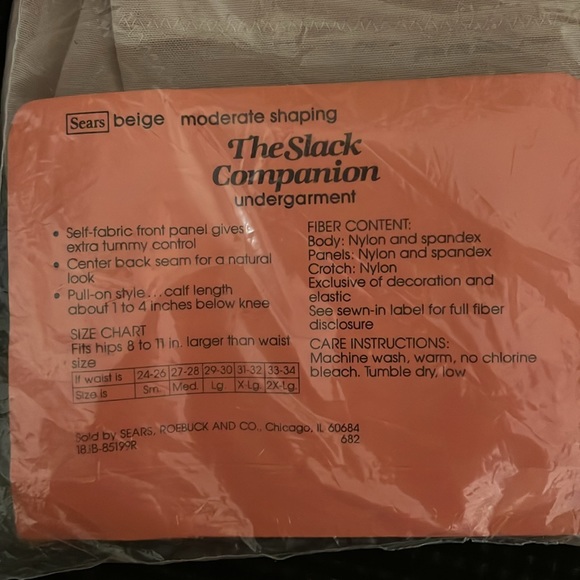 Sears beige moderate shaping
The Slack
Companion
undergarment
• Self-fabric front panel gives
extra tummy control
• Center back seam for a natural
look
• Pull-on style...calf length
about 1 to 4 inches below knee
SIZE CHART
Fits hips 8 to 11 in. larger than waist
size
If waist is 24-26 27-28 29-30 31-32 33-34
Size is Sm. Med. Lg. X-Lg. 2X-Lg.
FIBER CONTENT:
Body: Nylon and spandex
Panels: Nylon and spandex
Crotch: Nylon
Exclusive of decoration and
elastic
See sewn-in label for full fiber
disclosure
CARE INSTRUCTIONS:
Machine wash, warm, no chlorine
bleach. Tumble dry, low
Sold by SEARS, ROEBUCK AND CO., Chicago, IL 60684
18JB-85199R 682